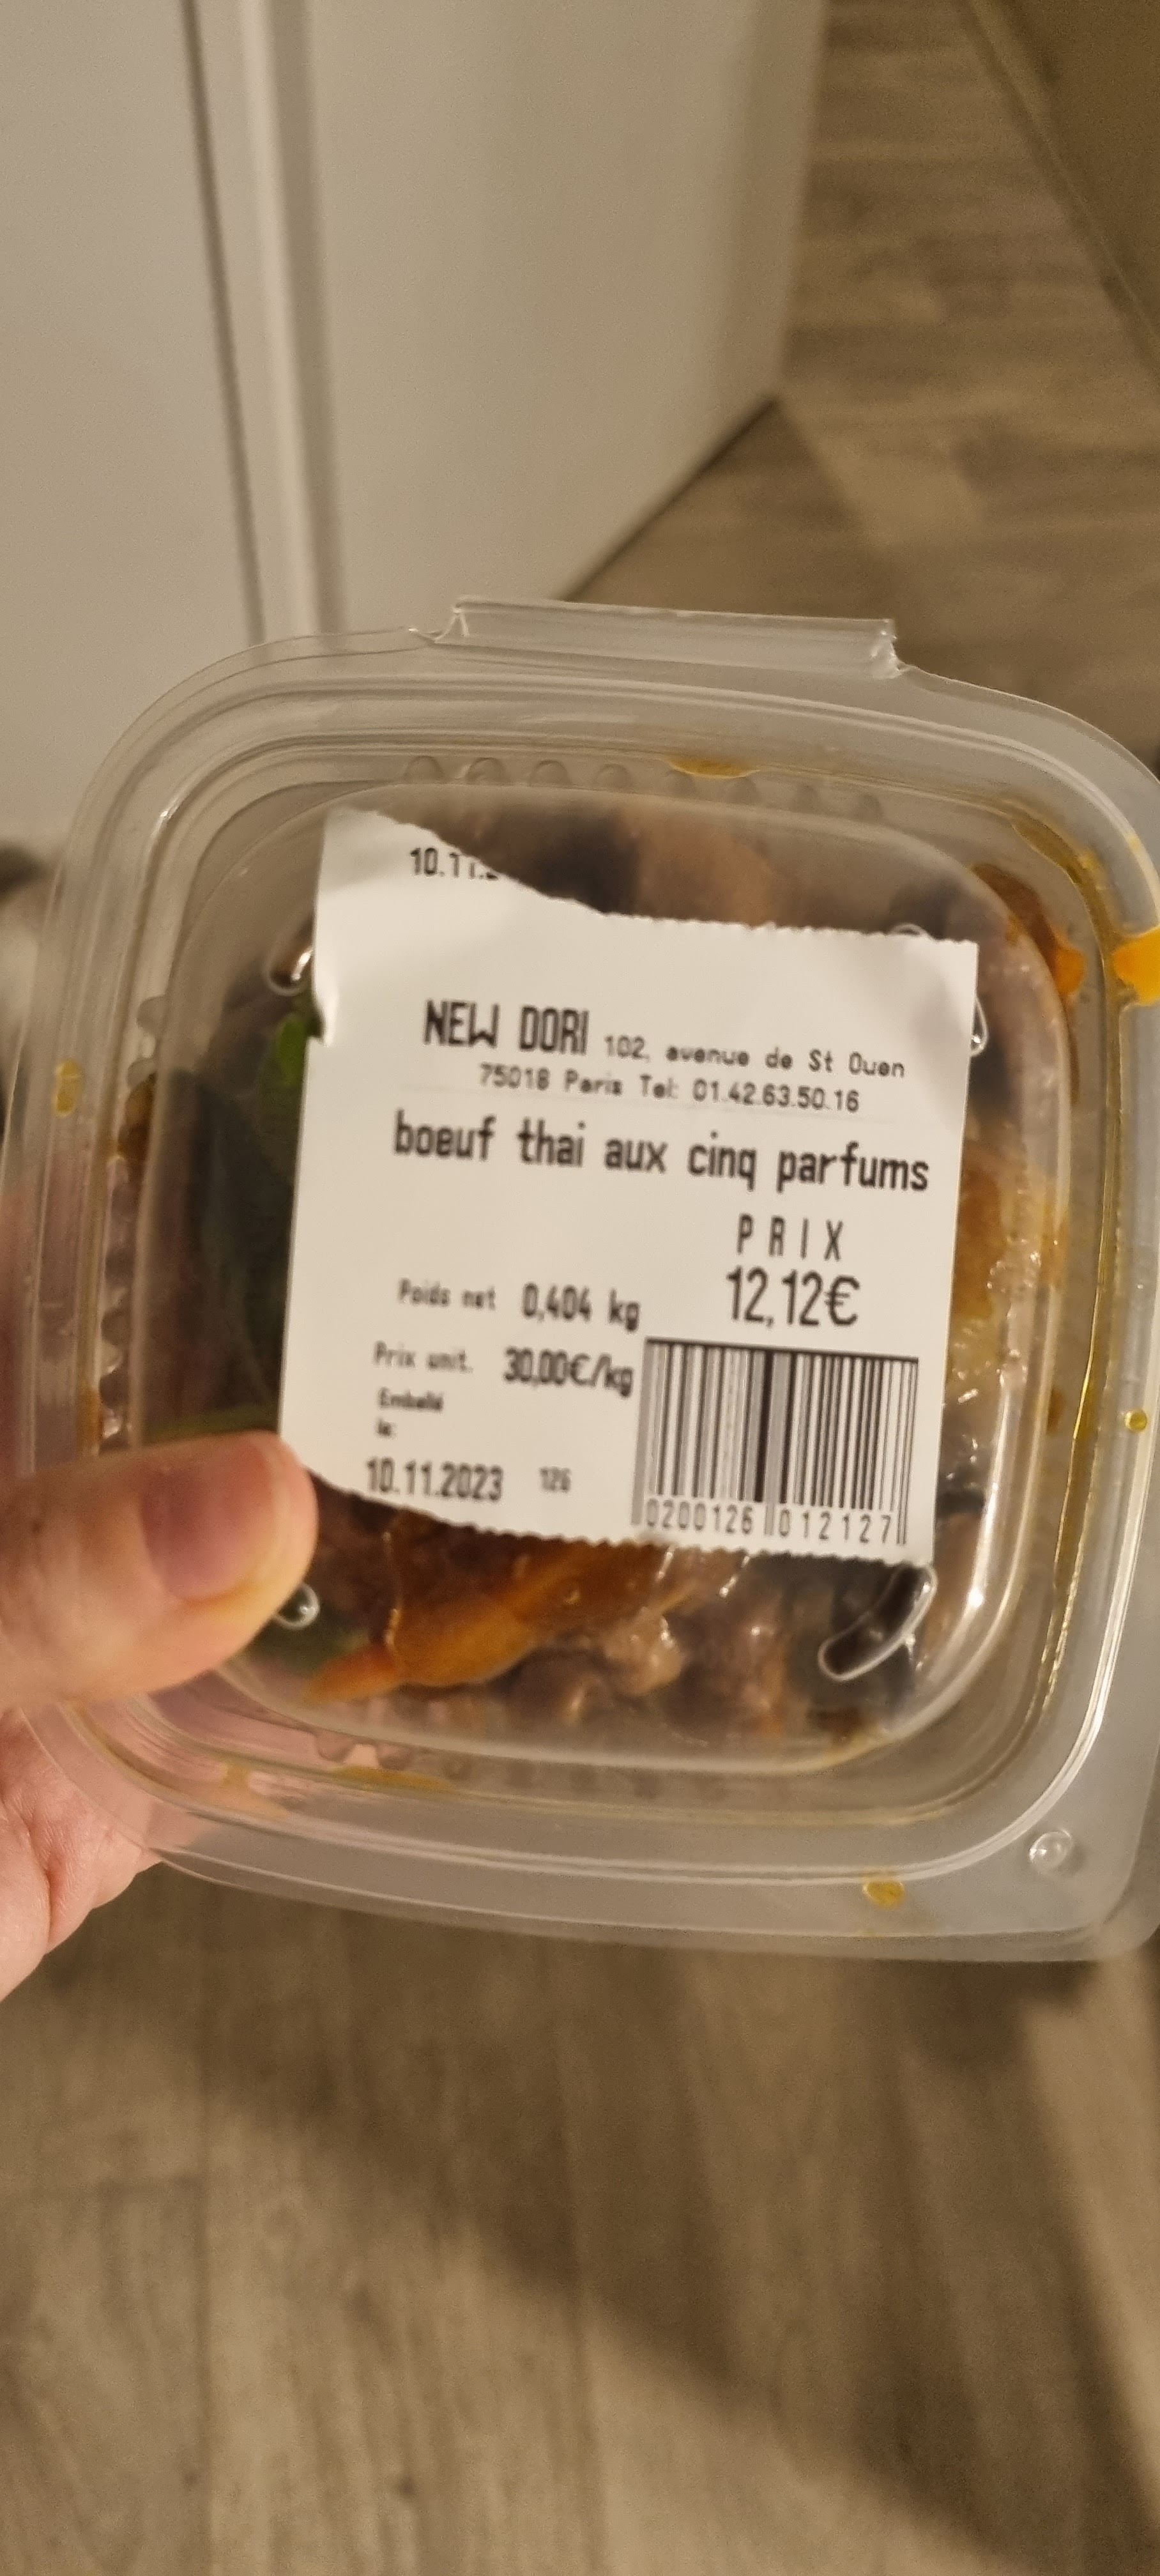 10.11.2
NEW DORI 102, avenue de St Ouen
75018 Paris Tel: 01.42.63.50.16
boeuf thai aux cinq parfums
PRIX
12,12€
Poids net 0,404 kg
Prix unit. 30,00€/kg
Emballé
le:
10.11.2023 126
0200126 012127